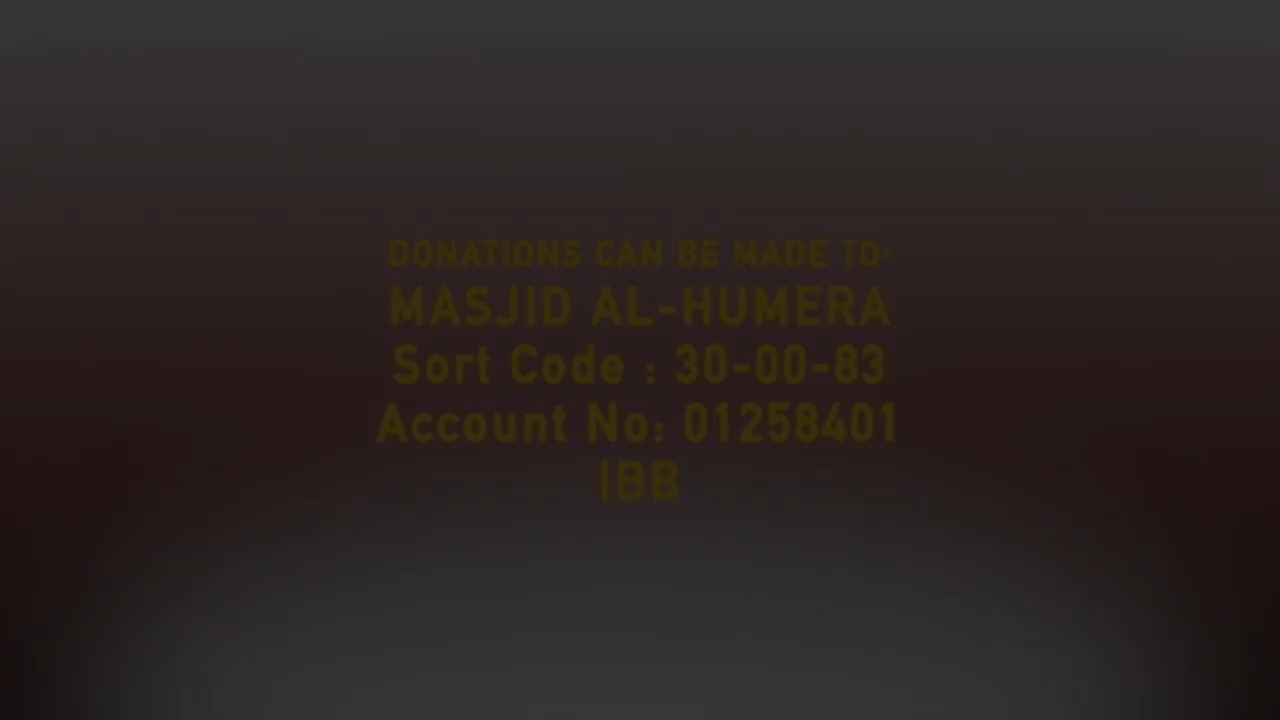 DONATIONS CAN BE MADE TO:
MASJID AL-HUMERA
Sort Code : 30-00-83
Account No: 01258401
IBB